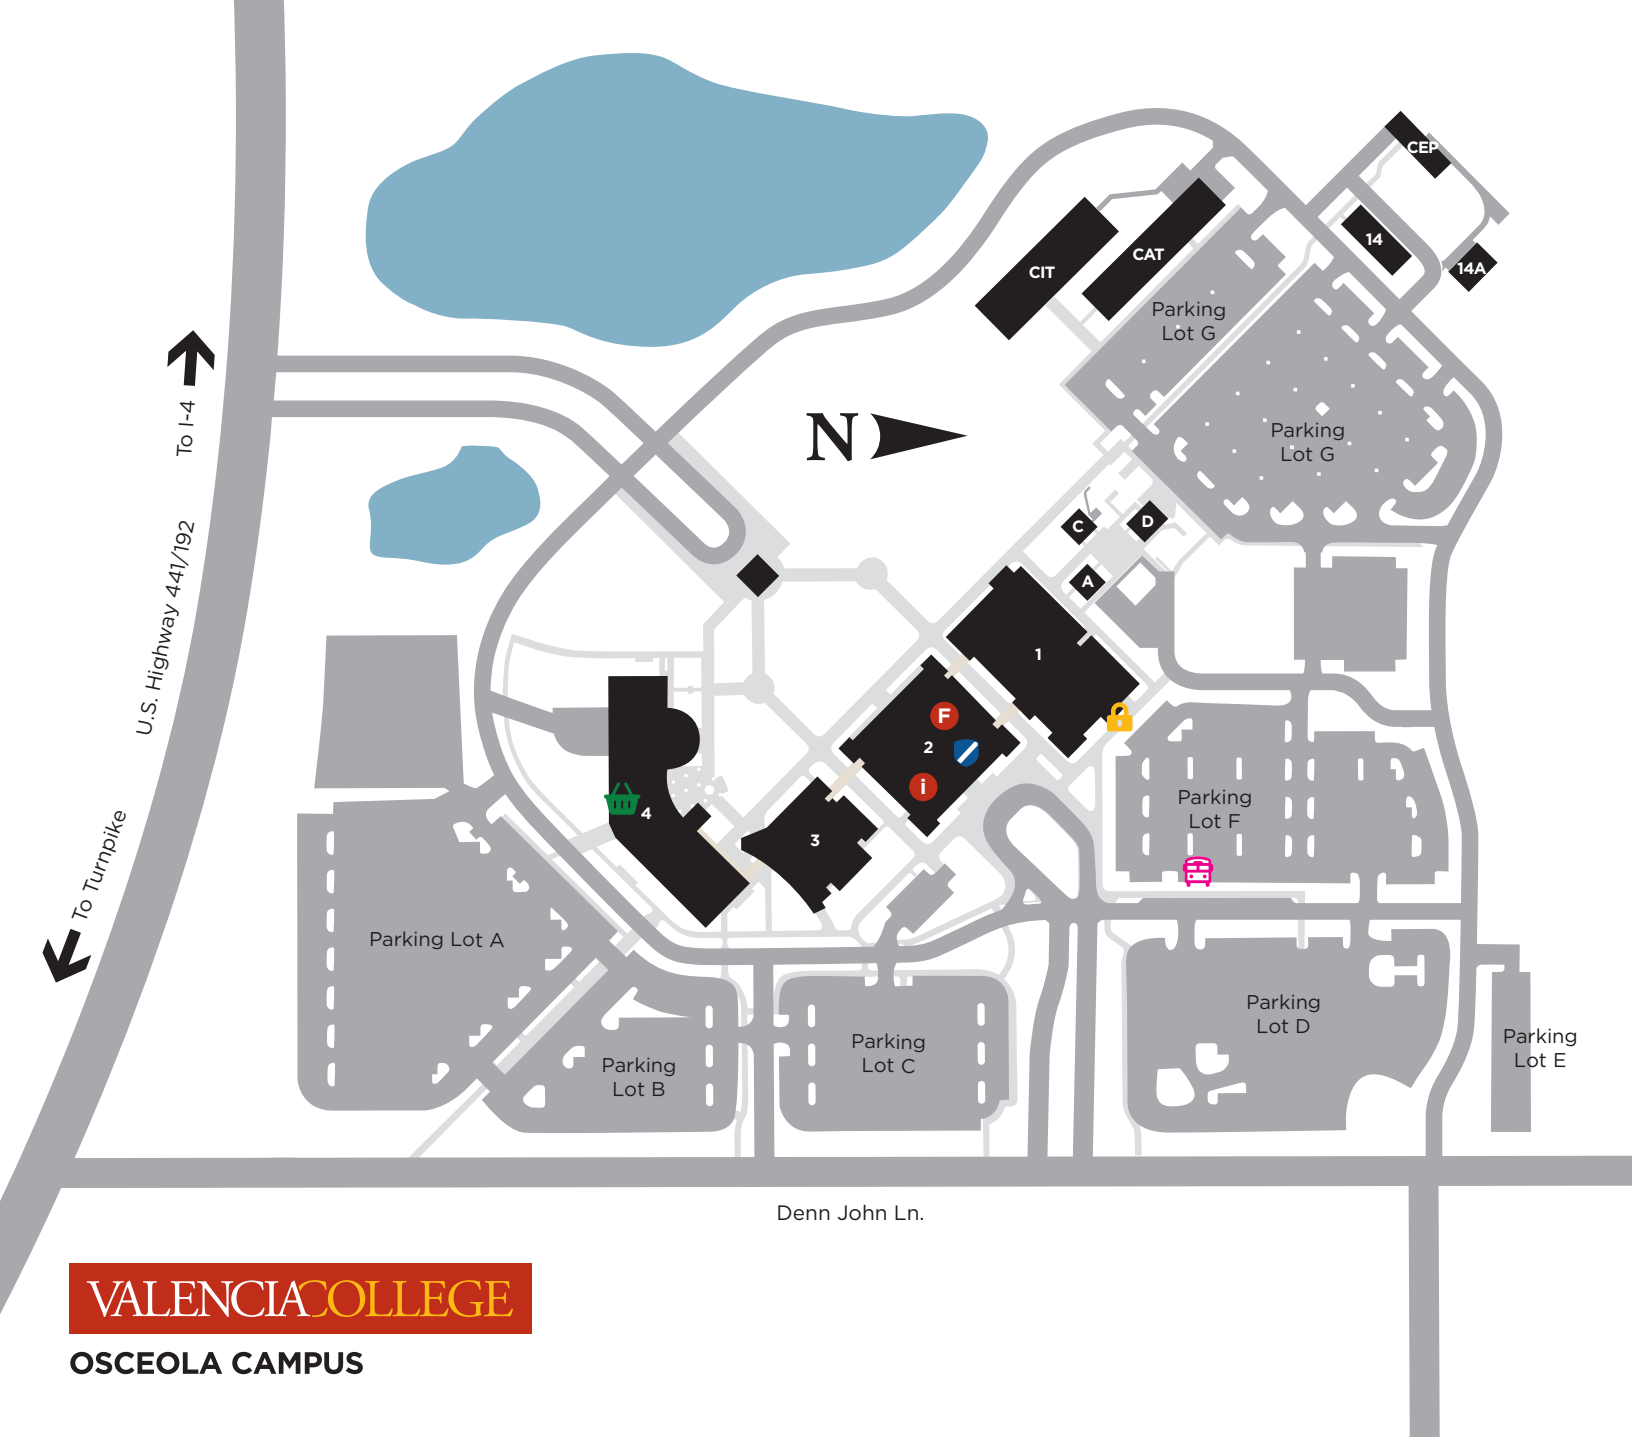 CEP
14
14A
CIT
CAT
Parking
Lot G
To I-4
N
Parking
Lot G
C
D
A
U.S. Highway 441/192
1
F
2
i
3
4
Parking
Lot F
To Turnpike
Parking Lot A
Parking
Lot B
Parking
Lot C
Parking
Lot D
Parking
Lot E
Denn John Ln.
VALENCIACOLLEGE
OSCEOLA CAMPUS